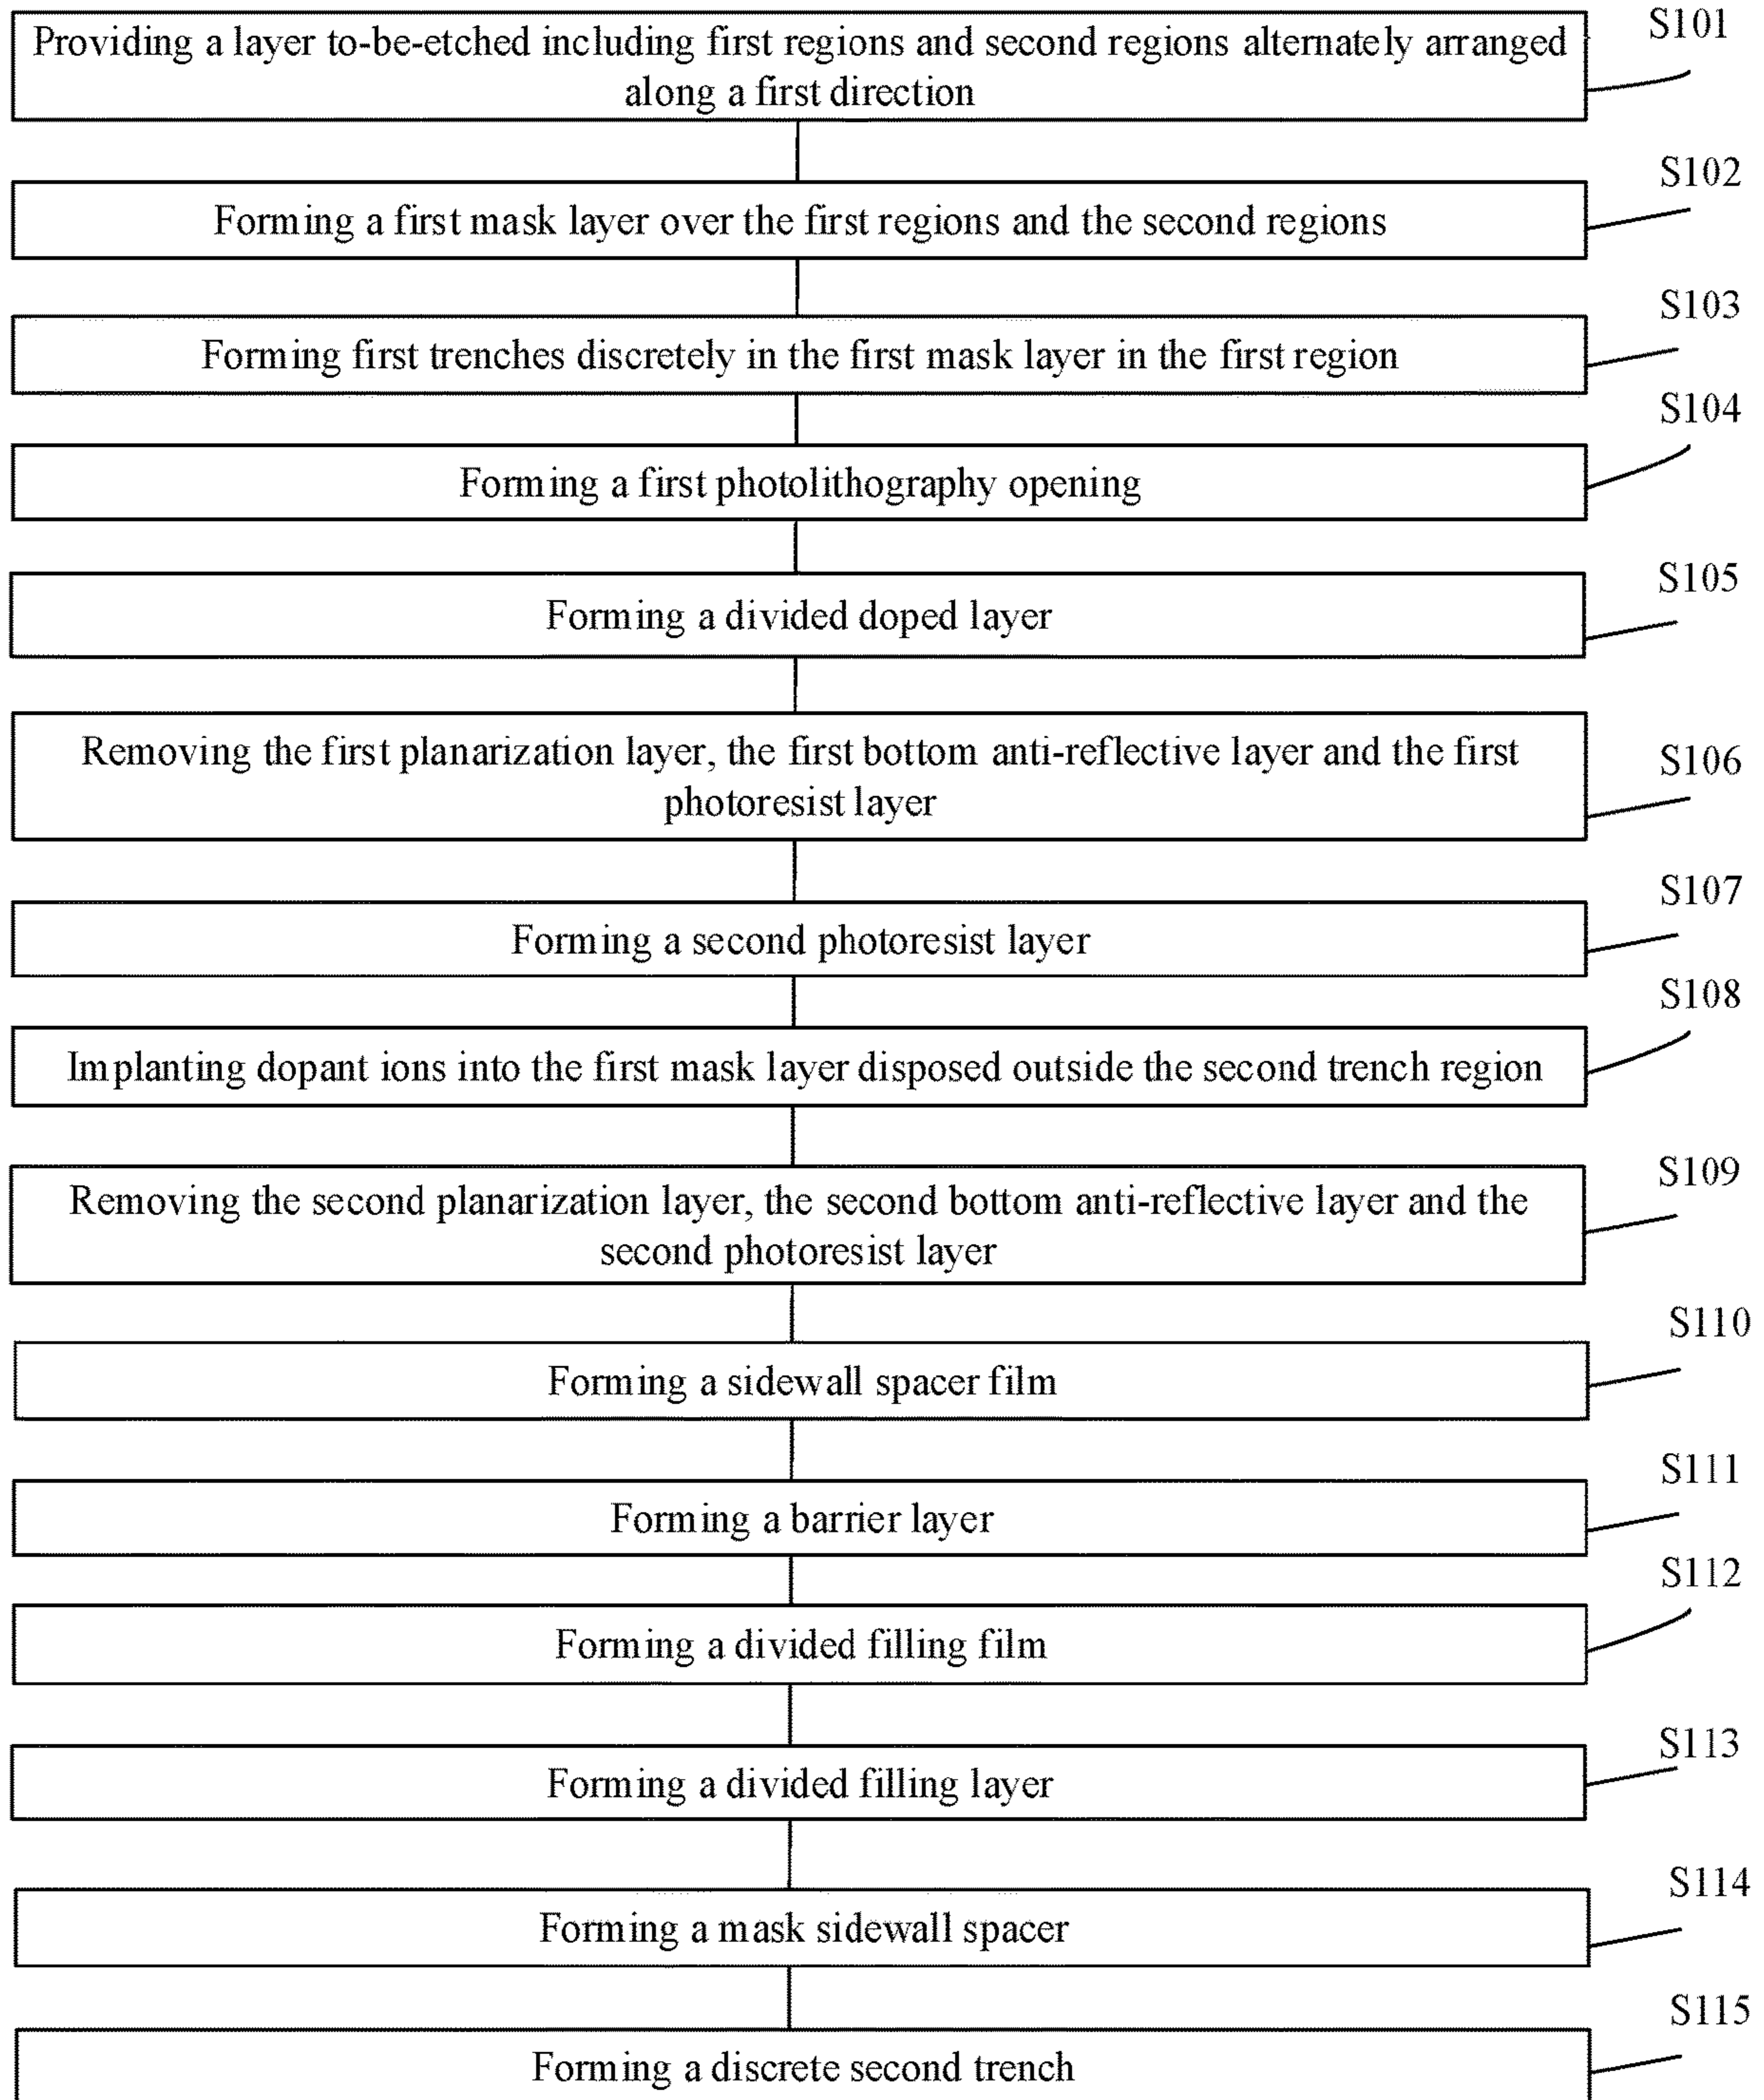 S101
Providing a layer to-be-etched including first regions and second regions alternately arranged
along a first direction
S102
Forming a first mask layer over the first regions and the second regions
S103
Forming first trenches discretely in the first mask layer in the first region
S104
Forming a first photolithography opening
S105
Forming a divided doped layer
Removing the first planarization layer, the first bottom anti-reflective layer and the first
photoresist layer
S106
S107
Forming a second photoresist layer
S108
Implanting dopant ions into the first mask layer disposed outside the second trench region
S109
Removing the second planarization layer, the second bottom anti-reflective layer and the
second photoresist layer
S110
Forming a sidewall spacer film
S111
Forming a barrier layer
S112
Forming a divided filling film
S113
Forming a divided filling layer
S114
Forming a mask sidewall spacer
S115
Forming a discrete second trench